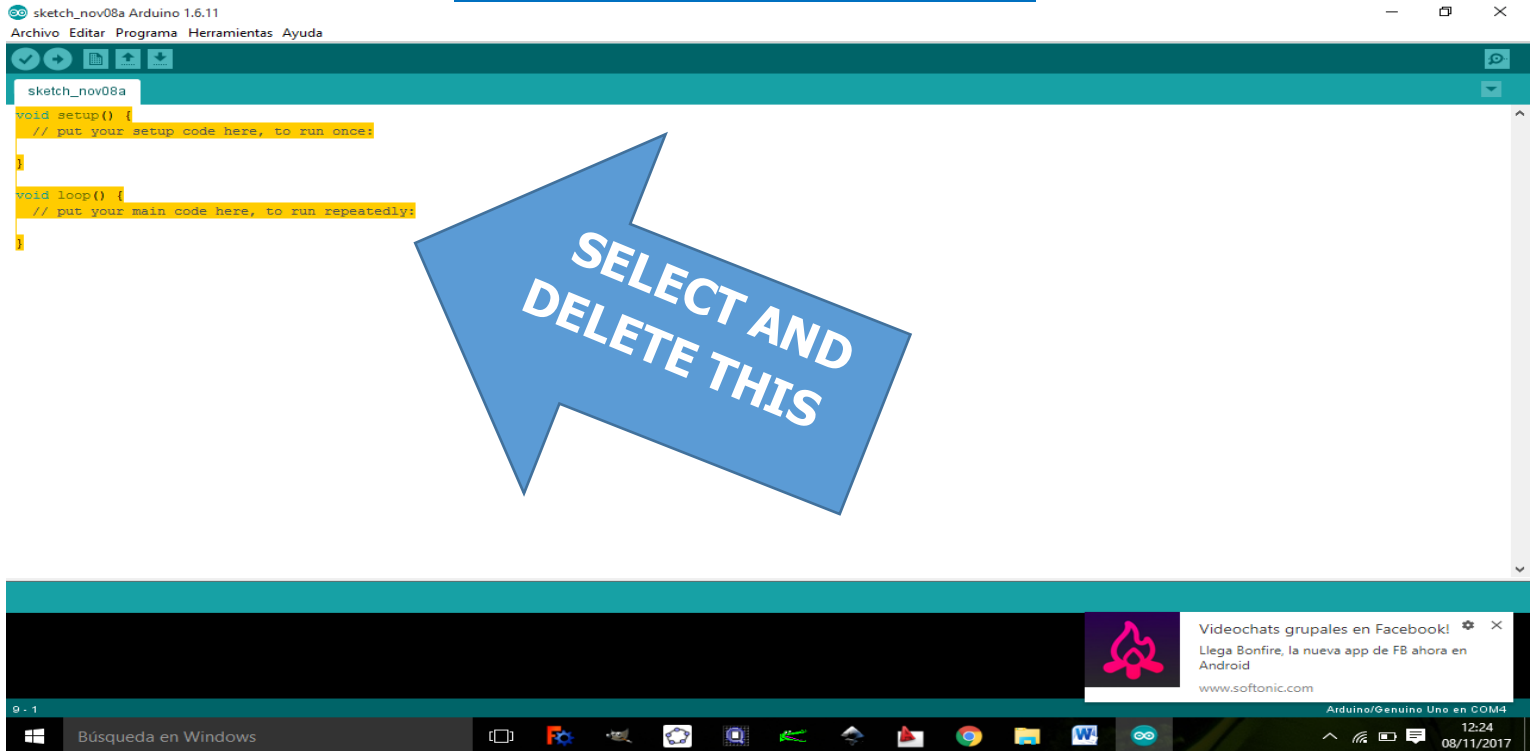 sketch_nov08a Arduino 1.6.11
Archivo Editar Programa Herramientas Ayuda
sketch_nov08a
void setup() {
// put your setup code here, to run once:
}
void loop() {
// put your main code here, to run repeatedly:
}
SELECT AND
DELETE THIS
Videochats grupales en Facebook!
Llega Bonfire, la nueva app de FB ahora en
Android
www.softonic.com
9 - 1
Arduino/Genuino Uno en COM4
Búsqueda en Windows
12:24
08/11/2017